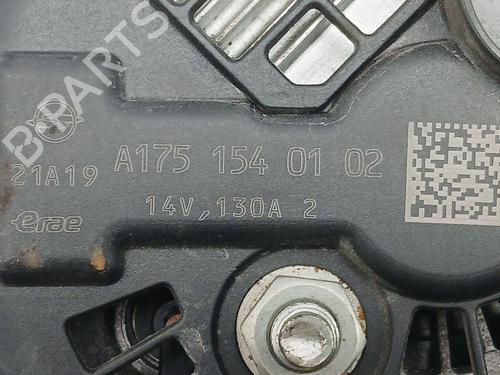 B PARTS
21A19
A175 154 01 02
erae
14V, 130A 2